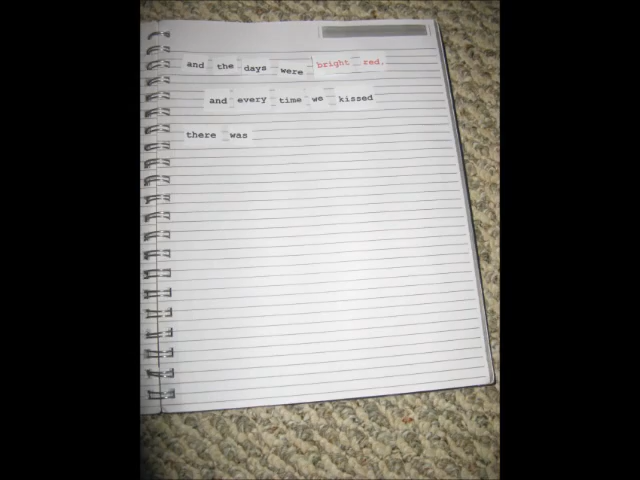 and the days were bright red,
and every time we kissed
there was